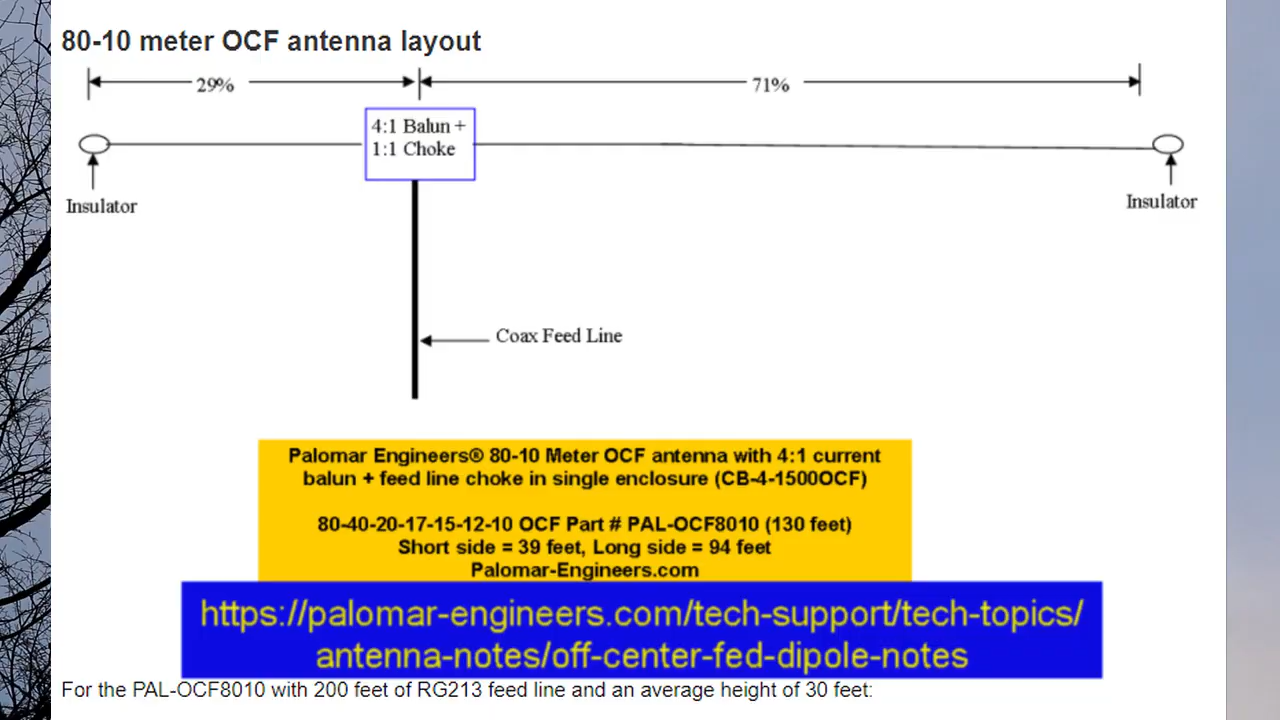 80-10 meter OCF antenna layout
29%
71%
4:1 Balun +
1:1 Choke
Insulator
Insulator
Coax Feed Line
Palomar Engineers® 80-10 Meter OCF antenna with 4:1 current
balun + feed line choke in single enclosure (CB-4-1500OCF)
80-40-20-17-15-12-10 OCF Part # PAL-OCF8010 (130 feet)
Short side = 39 feet, Long side = 94 feet
Palomar-Engineers.com
https://palomar-engineers.com/tech-support/tech-topics/
antenna-notes/off-center-fed-dipole-notes
For the PAL-OCF8010 with 200 feet of RG213 feed line and an average height of 30 feet: